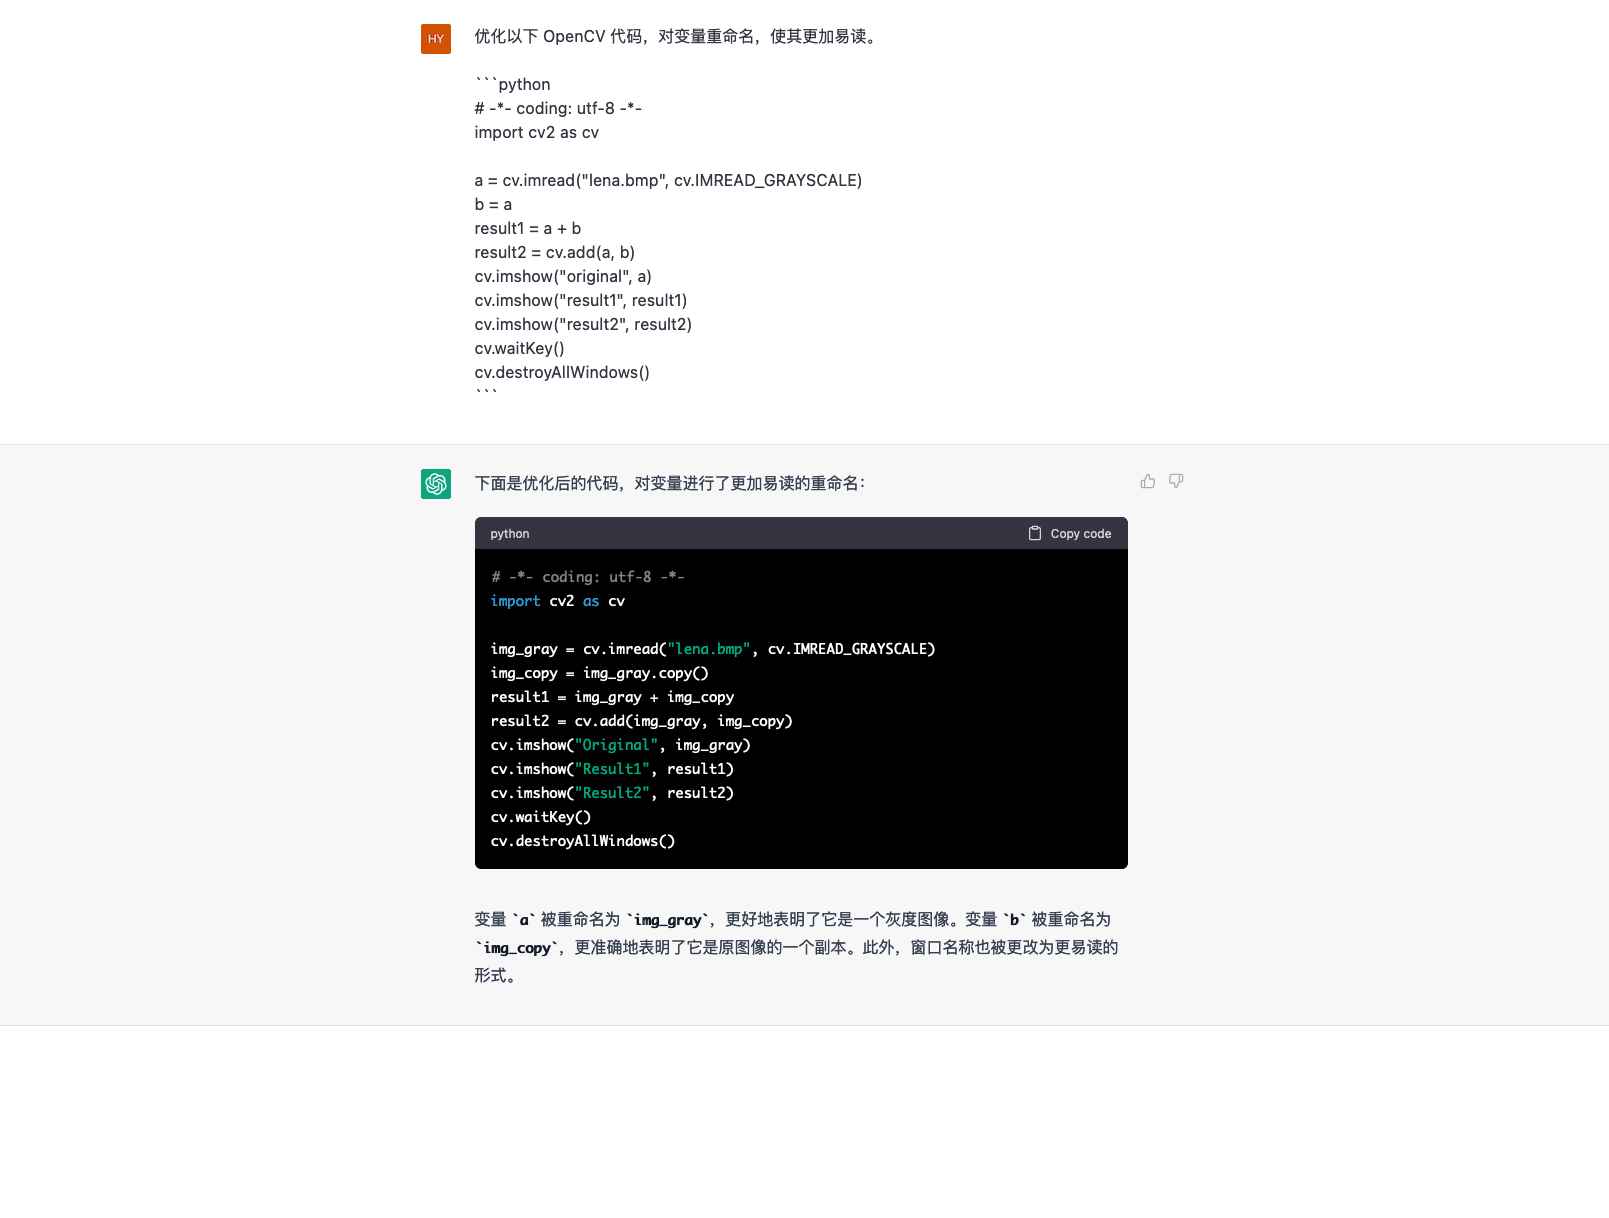 HY
优化以下 OpenCV 代码，对变量重命名，使其更加易读。
```python
# -*- coding: utf-8 -*-
import cv2 as cv
a = cv.imread("lena.bmp", cv.IMREAD_GRAYSCALE)
b = a
result1 = a + b
result2 = cv.add(a, b)
cv.imshow("original", a)
cv.imshow("result1", result1)
cv.imshow("result2", result2)
cv.waitKey()
cv.destroyAllWindows()
```
下面是优化后的代码，对变量进行了更加易读的重命名：
python Copy code
# -*- coding: utf-8 -*-
import cv2 as cv
img_gray = cv.imread("lena.bmp", cv.IMREAD_GRAYSCALE)
img_copy = img_gray.copy()
result1 = img_gray + img_copy
result2 = cv.add(img_gray, img_copy)
cv.imshow("Original", img_gray)
cv.imshow("Result1", result1)
cv.imshow("Result2", result2)
cv.waitKey()
cv.destroyAllWindows()
变量 `a` 被重命名为 `img_gray`，更好地表明了它是一个灰度图像。变量 `b` 被重命名为
`img_copy`，更准确地表明了它是原图像的一个副本。此外，窗口名称也被更改为更易读的
形式。